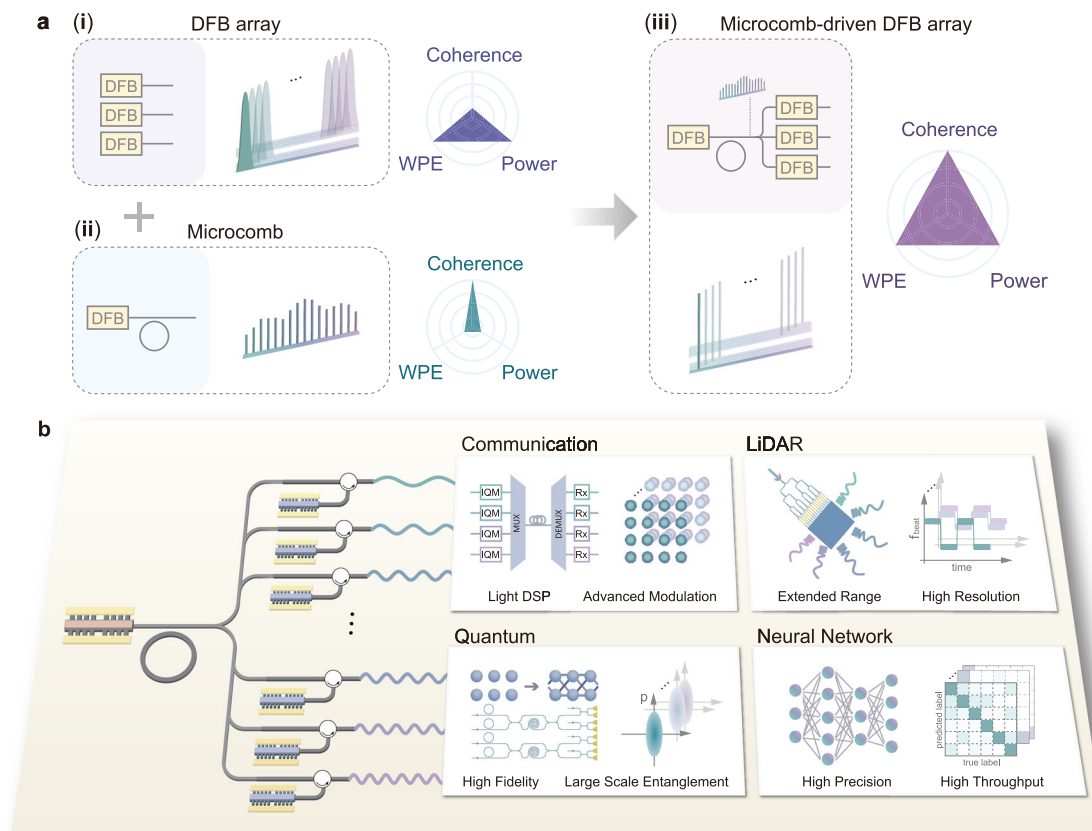 a
(i)
DFB array
DFB
DFB
DFB
...
Coherence
WPE
Power
+
(ii)
Microcomb
DFB
Coherence
WPE
Power
(iii)
Microcomb-driven DFB array
DFB
DFB
DFB
DFB
...
Coherence
WPE
Power
b
Communication
IQM
IQM
IQM
IQM
MUX
DEMUX
Rx
Rx
Rx
Rx
Light DSP
Advanced Modulation
LiDAR
fbeat
time
Extended Range
High Resolution
Quantum
p
High Fidelity
Large Scale Entanglement
Neural Network
predicted label
true label
High Precision
High Throughput